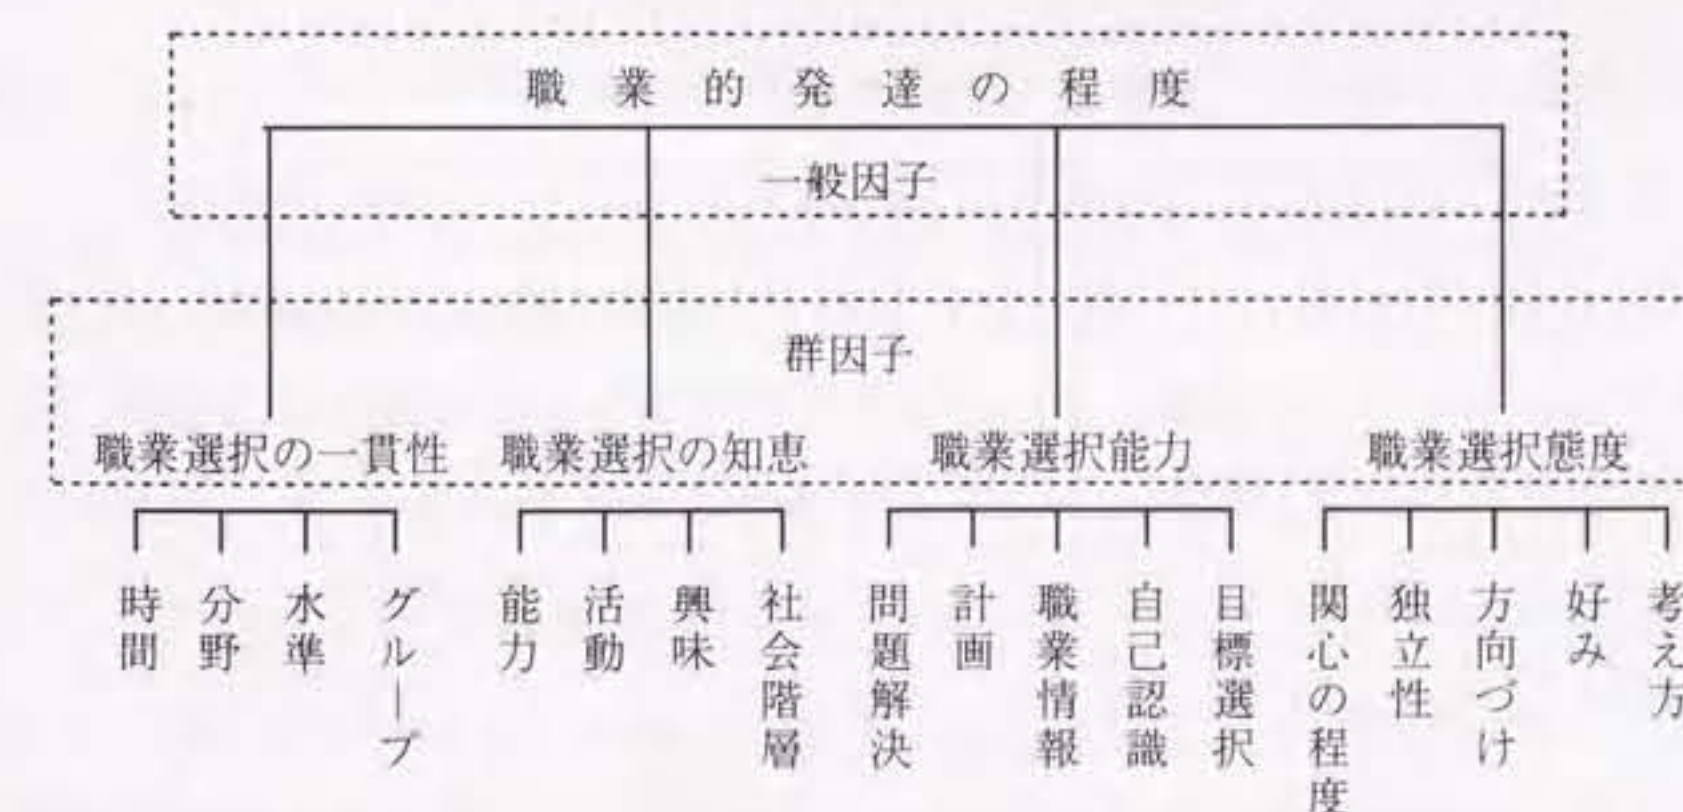 職業的発達の程度
一般因子
群因子
職業選択の一貫性 職業選択の知恵 職業選択能力 職業選択態度
時間
分野
水準
グループ
能力
活動
興味
社会階層
問題解決
計画
職業情報
自己認識
目標選択
関心の程度
独立性
方向づけ
好み
考え方